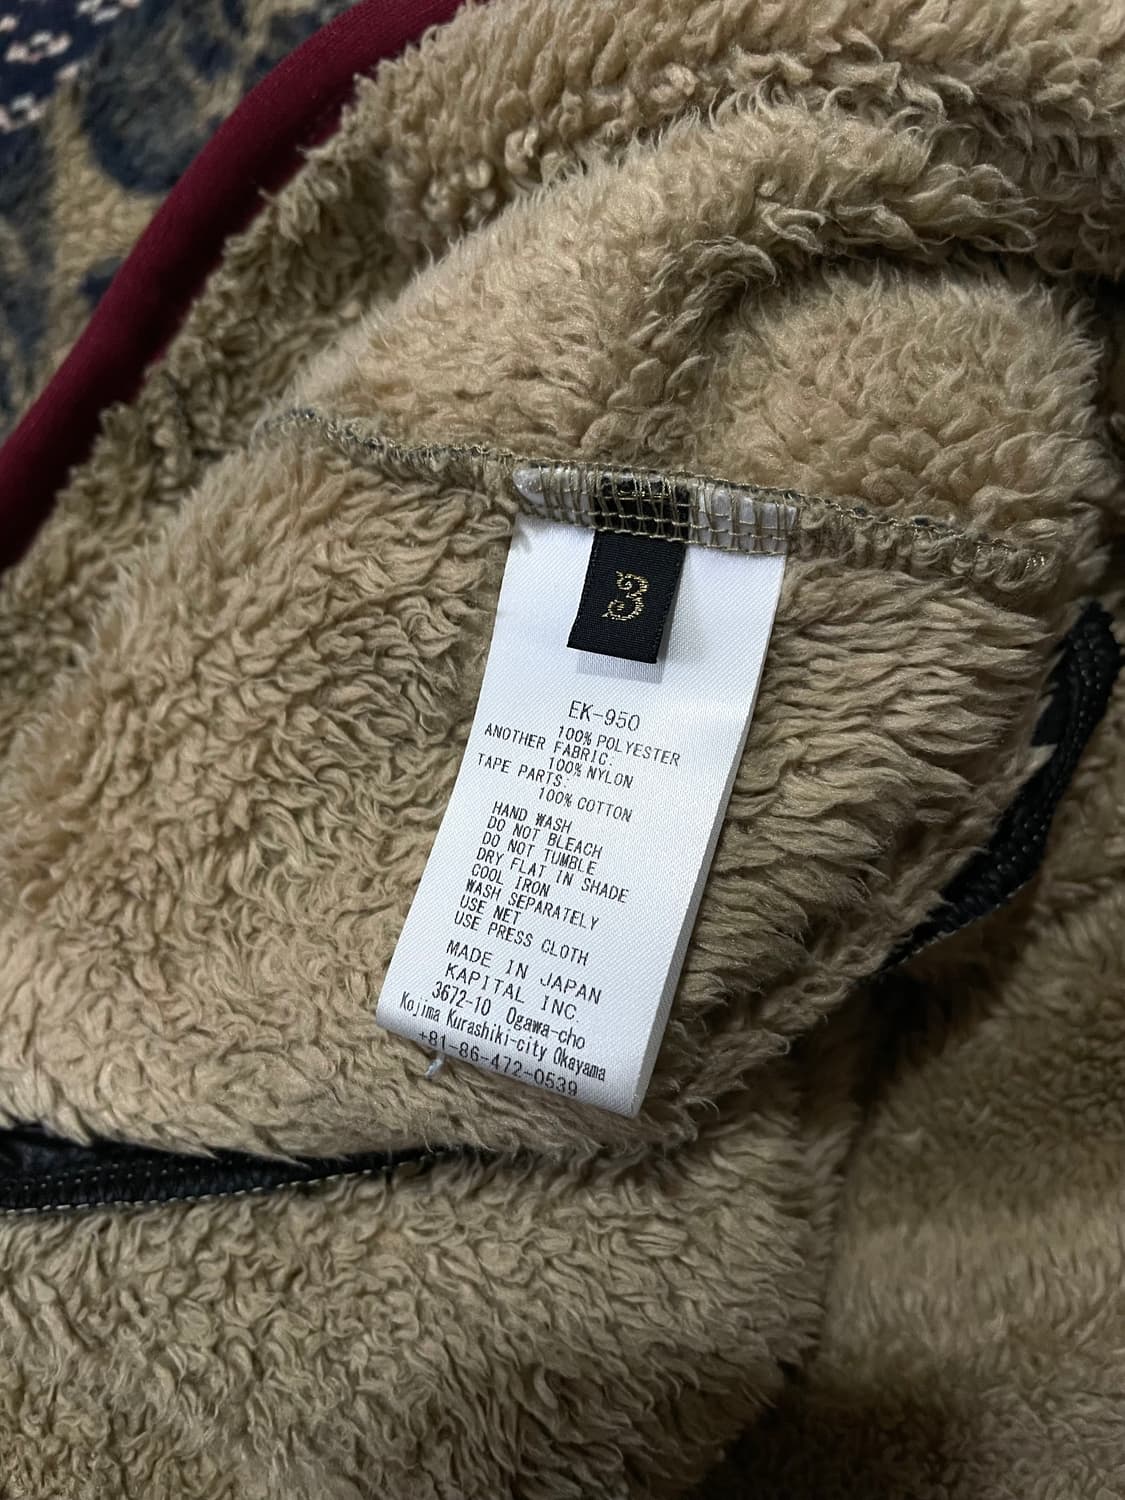 3
EK-950
100% POLYESTER
ANOTHER FABRIC:
100% NYLON
TAPE PARTS:
100% COTTON
HAND WASH
DO NOT BLEACH
DO NOT TUMBLE
DRY FLAT IN SHADE
COOL IRON
WASH SEPARATELY
USE NET
USE PRESS CLOTH
MADE IN JAPAN
KAPITAL INC
3672-10 Ogawa-cho
Kojima Kurashiki-city Okayama
+81-86-472-0539